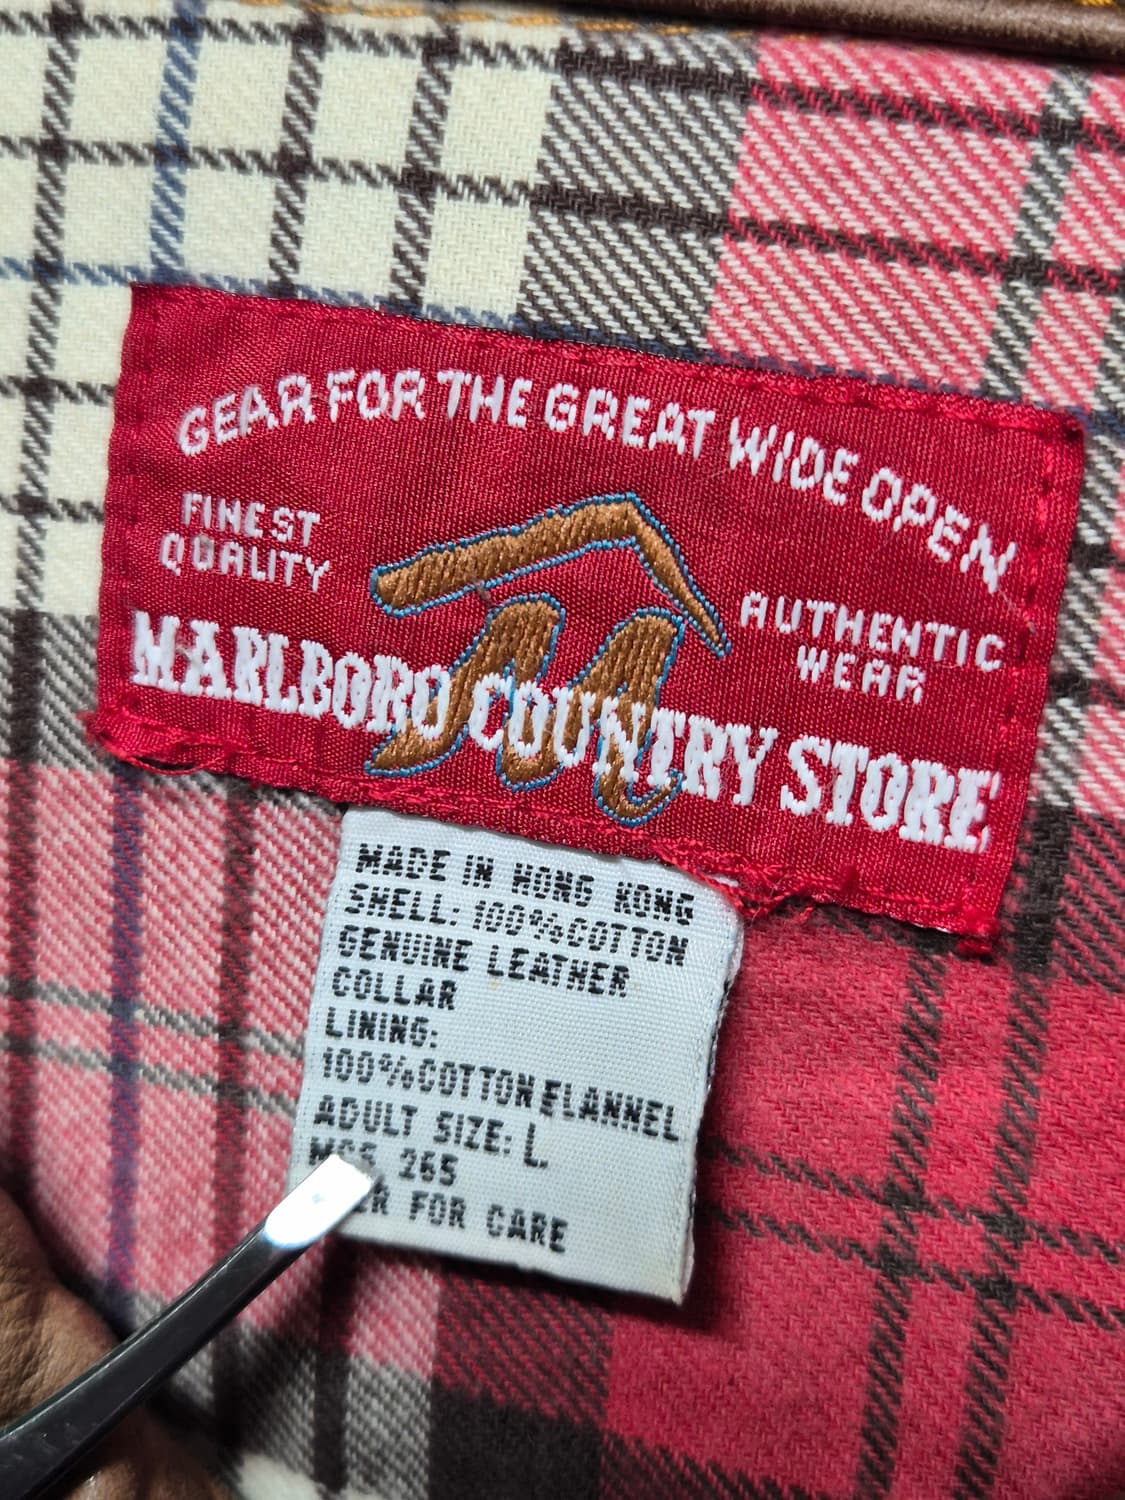 GEAR FOR THE GREAT WIDE OPEN
FINEST
QUALITY
AUTHENTIC
WEAR
M
MARLBORO COUNTRY STORE
MADE IN HONG KONG
SHELL: 100%COTTON
GENUINE LEATHER
COLLAR
LINING:
100%COTTON FLANNEL
ADULT SIZE: L.
265
FOR CARE